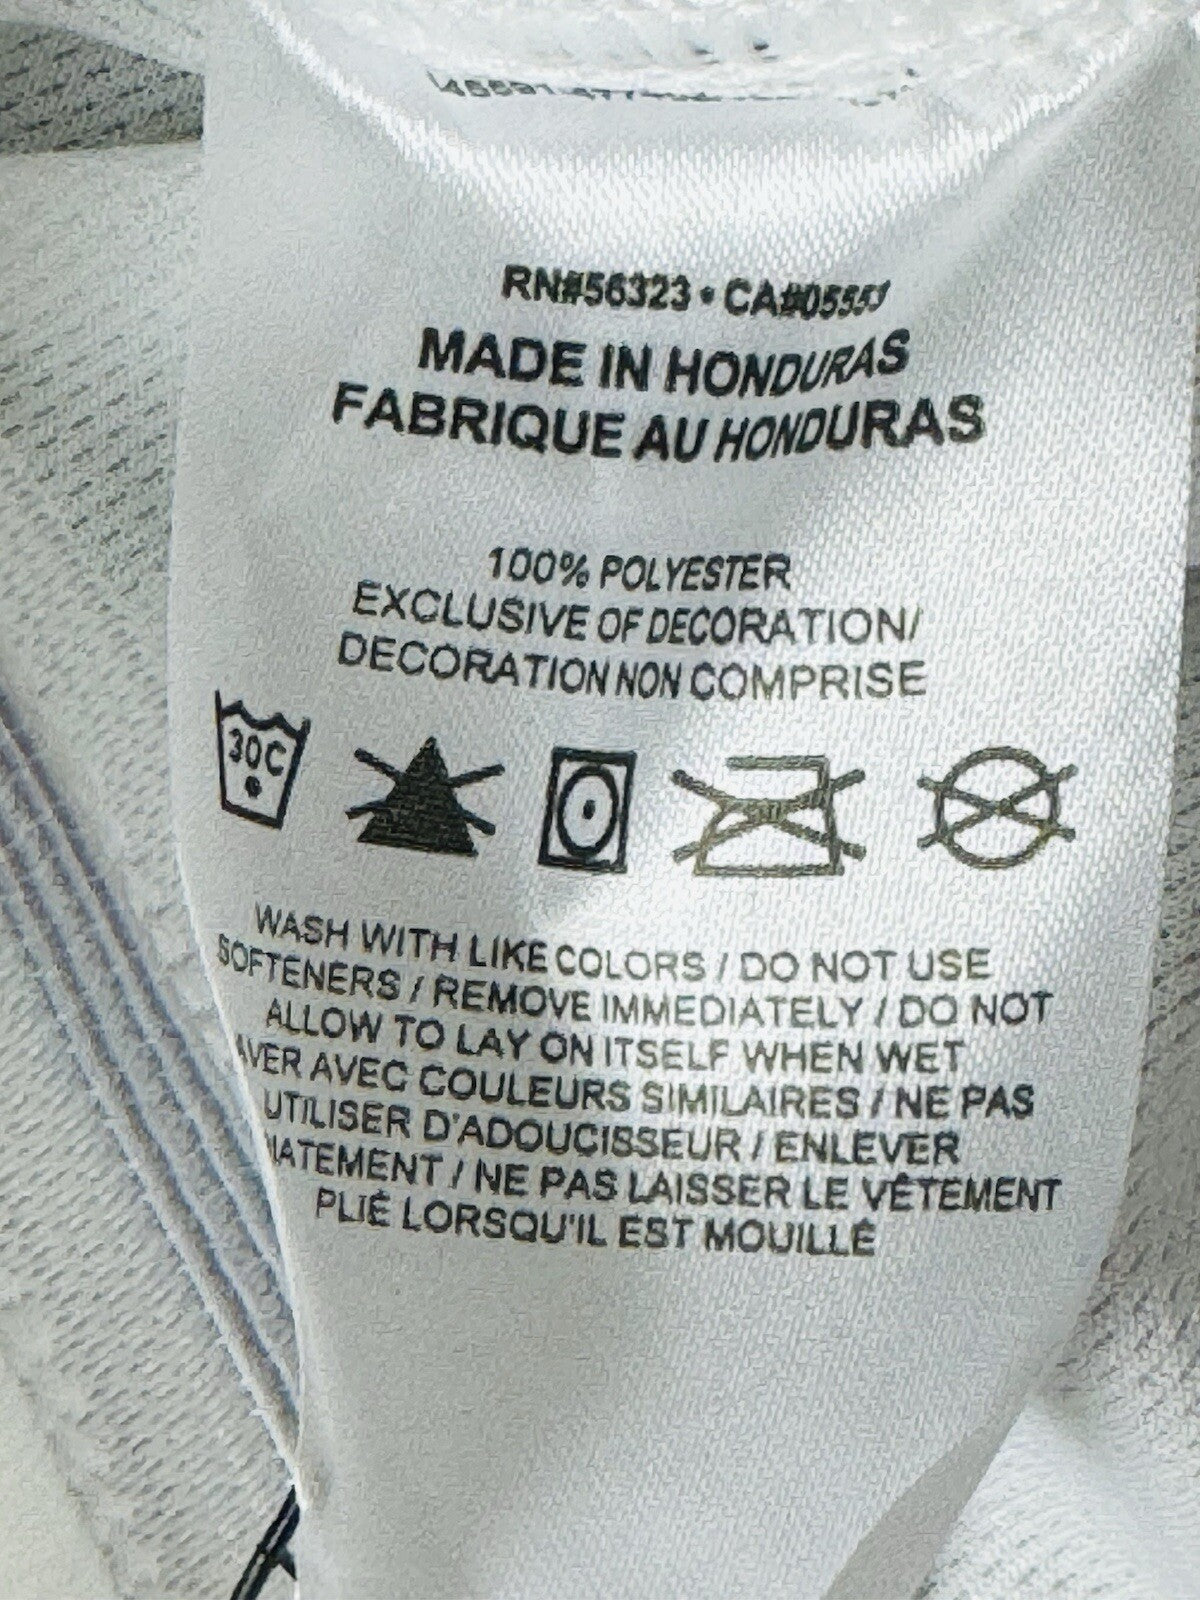 RN#56323 • CA#05553
MADE IN HONDURAS
FABRIQUE AU HONDURAS
100% POLYESTER
EXCLUSIVE OF DECORATION/
DECORATION NON COMPRISE
30C
WASH WITH LIKE COLORS / DO NOT USE
SOFTENERS / REMOVE IMMEDIATELY / DO NOT
ALLOW TO LAY ON ITSELF WHEN WET
AVER AVEC COULEURS SIMILAIRES / NE PAS
UTILISER D'ADOUCISSEUR / ENLEVER
IATEMENT / NE PAS LAISSER LE VÊTEMENT
PLIÉ LORSQU'IL EST MOUILLÉ